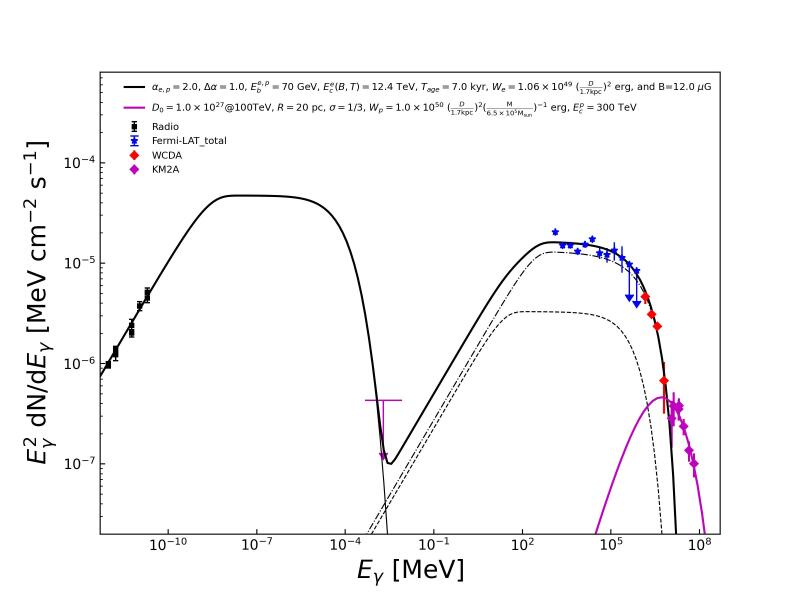 α_{e,p} = 2.0, Δα = 1.0, E_b^{e,p} = 70 GeV, E_c^e(B, T) = 12.4 TeV, T_{age} = 7.0 kyr, W_e = 1.06 × 10^{49} (D/1.7kpc)^2 erg, and B=12.0 μG
D_0 = 1.0 × 10^{27}@100TeV, R = 20 pc, σ = 1/3, W_p = 1.0 × 10^{50} (D/1.7kpc)^2(M/6.5×10^5M_{sun})^{−1} erg, E_c^p = 300 TeV
Radio
Fermi-LAT_total
WCDA
KM2A
10^{−4}
10^{−5}
10^{−6}
10^{−7}
E_γ^2 dN/dE_γ [MeV cm^{−2} s^{−1}]
10^{−10} 10^{−7} 10^{−4} 10^{−1} 10^2 10^5 10^8
E_γ [MeV]